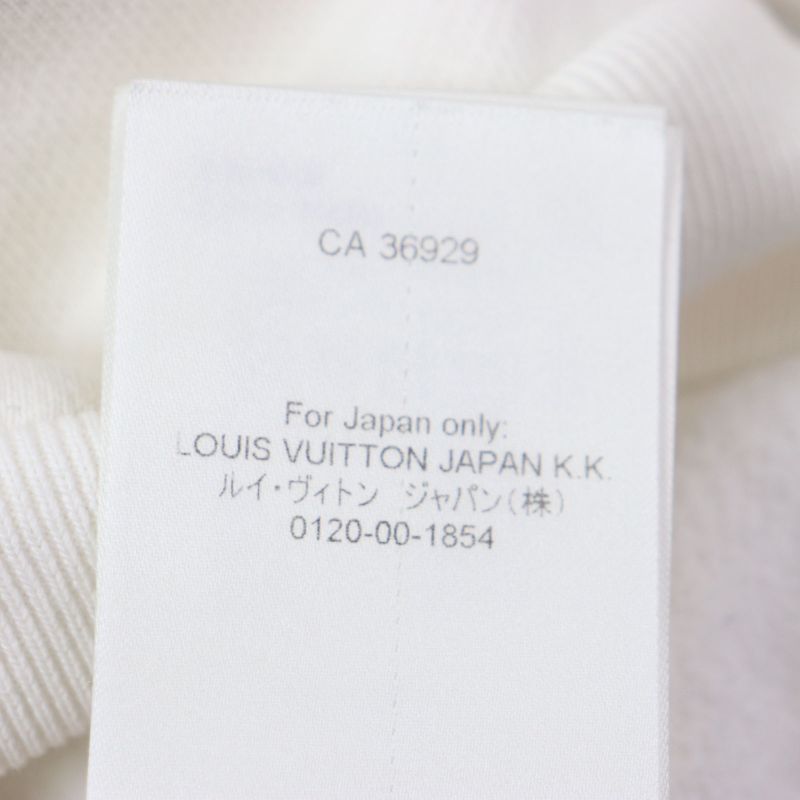 CA 36929
For Japan only:
LOUIS VUITTON JAPAN K.K.
ルイ・ヴィトン　ジャパン(株)
0120-00-1854